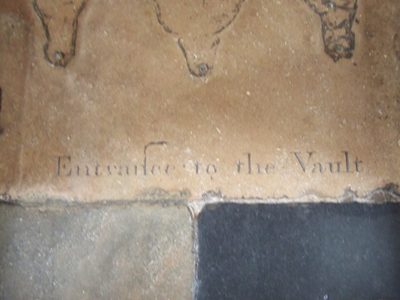 Entrance to the Vault